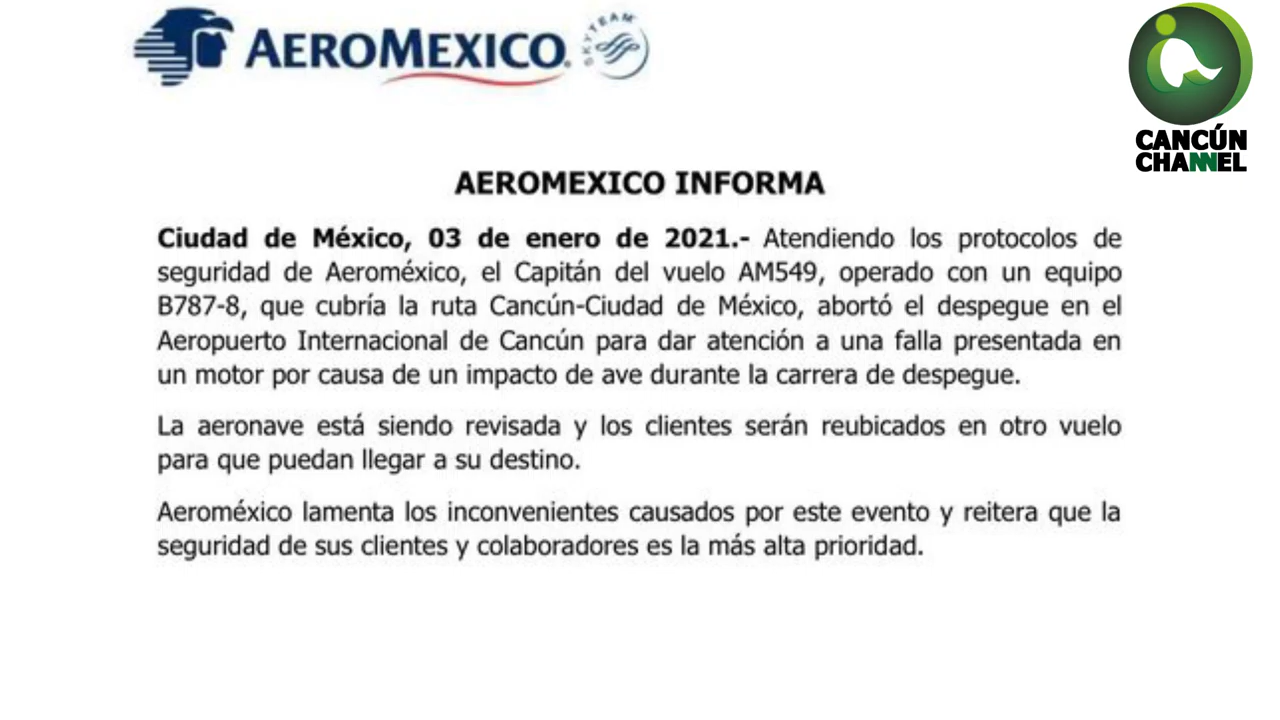 AEROMEXICO.
SKYTEAM
CANCÚN
CHANNEL
AEROMEXICO INFORMA
Ciudad de México, 03 de enero de 2021.- Atendiendo los protocolos de
seguridad de Aeroméxico, el Capitán del vuelo AM549, operado con un equipo
B787-8, que cubría la ruta Cancún-Ciudad de México, abortó el despegue en el
Aeropuerto Internacional de Cancún para dar atención a una falla presentada en
un motor por causa de un impacto de ave durante la carrera de despegue.
La aeronave está siendo revisada y los clientes serán reubicados en otro vuelo
para que puedan llegar a su destino.
Aeroméxico lamenta los inconvenientes causados por este evento y reitera que la
seguridad de sus clientes y colaboradores es la más alta prioridad.